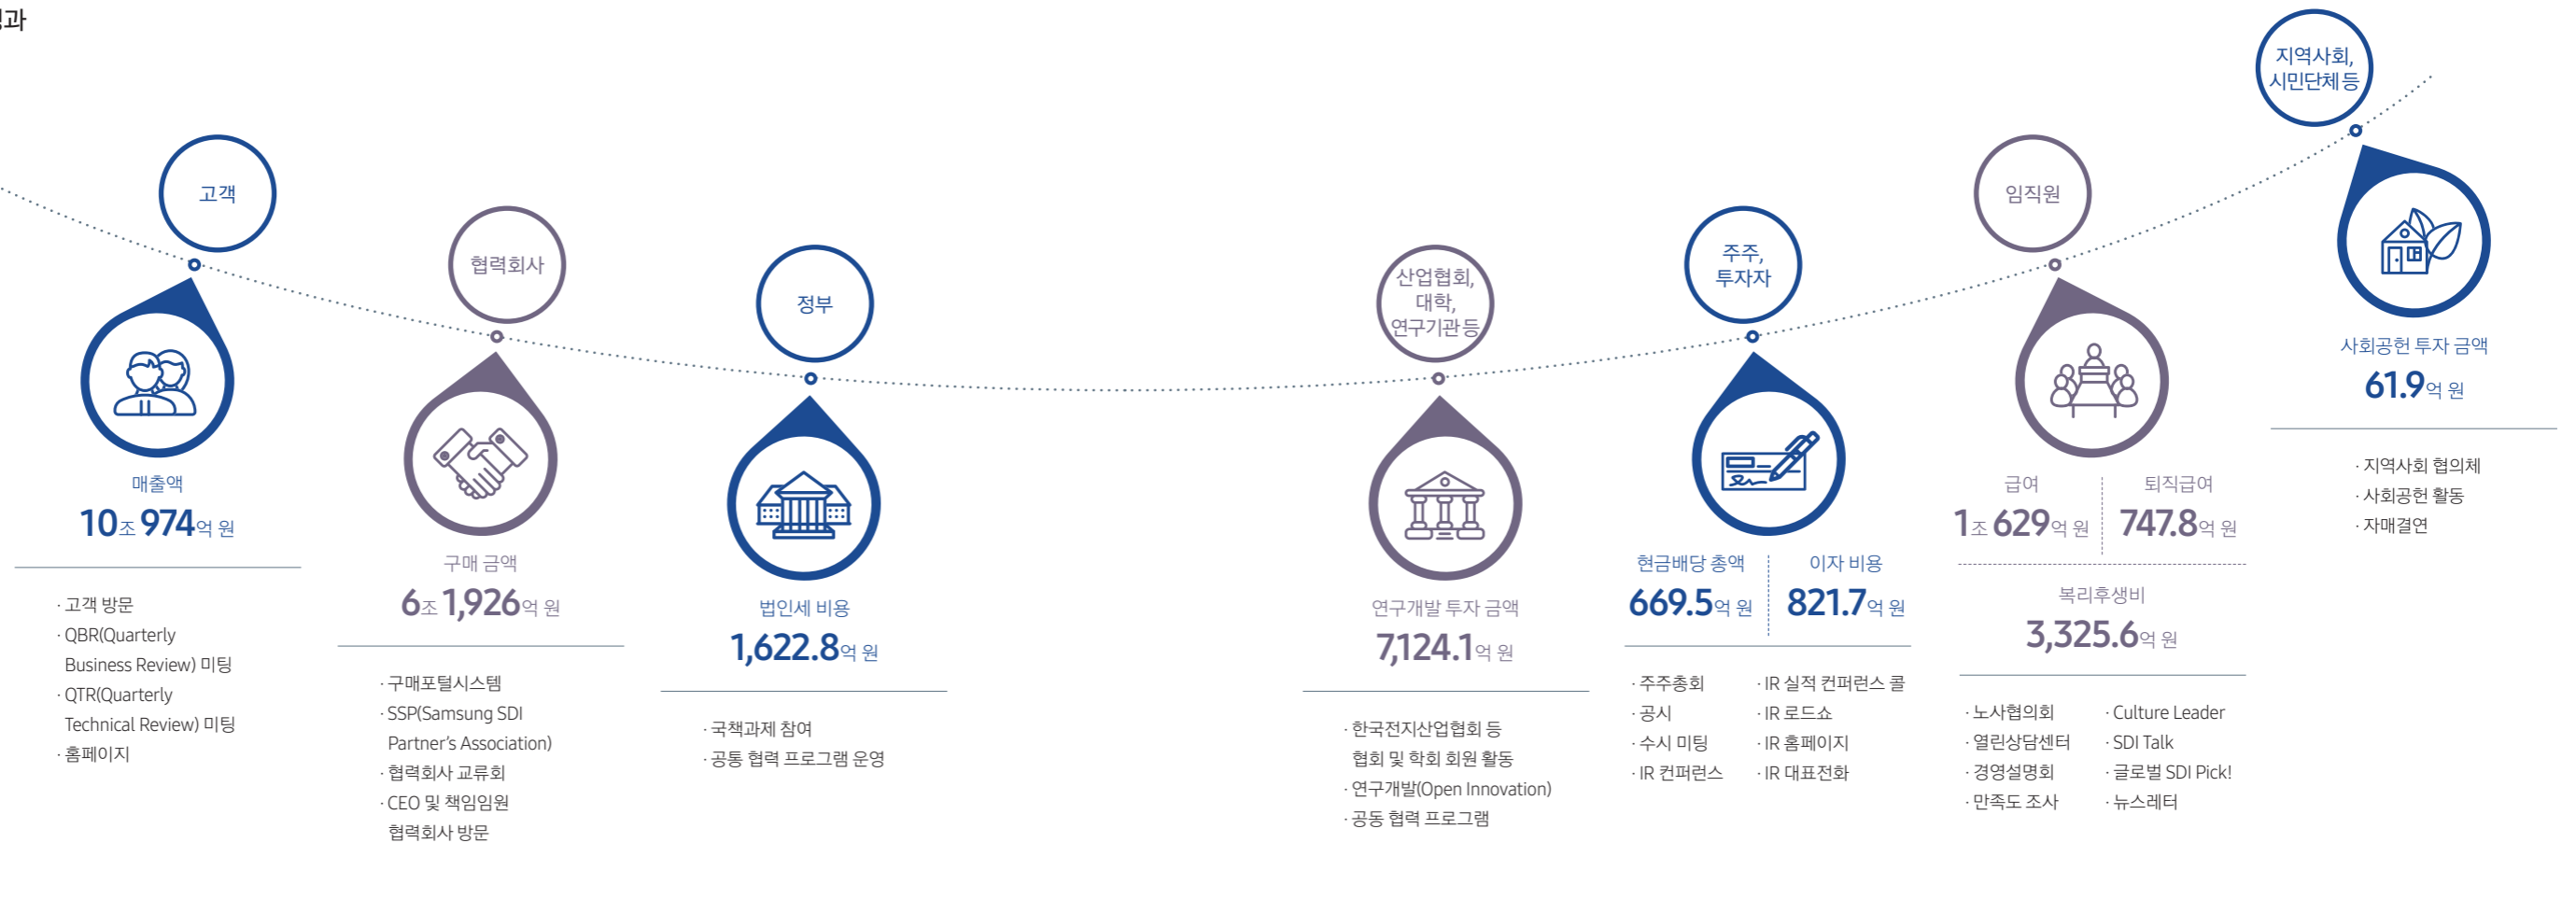 성과
고객
매출액
10조 974억 원
· 고객 방문
· QBR(Quarterly
Business Review) 미팅
· QTR(Quarterly
Technical Review) 미팅
· 홈페이지
협력회사
구매 금액
6조 1,926억 원
· 구매포털시스템
· SSP(Samsung SDI
Partner’s Association)
· 협력회사 교류회
· CEO 및 책임임원
협력회사 방문
정부
법인세 비용
1,622.8억 원
· 국책과제 참여
· 공통 협력 프로그램 운영
산업협회,
대학,
연구기관 등
연구개발 투자 금액
7,124.1억 원
· 한국전지산업협회 등
협회 및 학회 회원 활동
· 연구개발(Open Innovation)
· 공동 협력 프로그램
주주,
투자자
현금배당 총액
669.5억 원
이자 비용
821.7억 원
· 주주총회
· 공시
· 수시 미팅
· IR 컨퍼런스
· IR 실적 컨퍼런스 콜
· IR 로드쇼
· IR 홈페이지
· IR 대표전화
임직원
급여
1조 629억 원
퇴직급여
747.8억 원
복리후생비
3,325.6억 원
· 노사협의회
· 열린상담센터
· 경영설명회
· 만족도 조사
· Culture Leader
· SDI Talk
· 글로벌 SDI Pick!
· 뉴스레터
지역사회,
시민단체 등
사회공헌 투자 금액
61.9억 원
· 지역사회 협의체
· 사회공헌 활동
· 자매결연